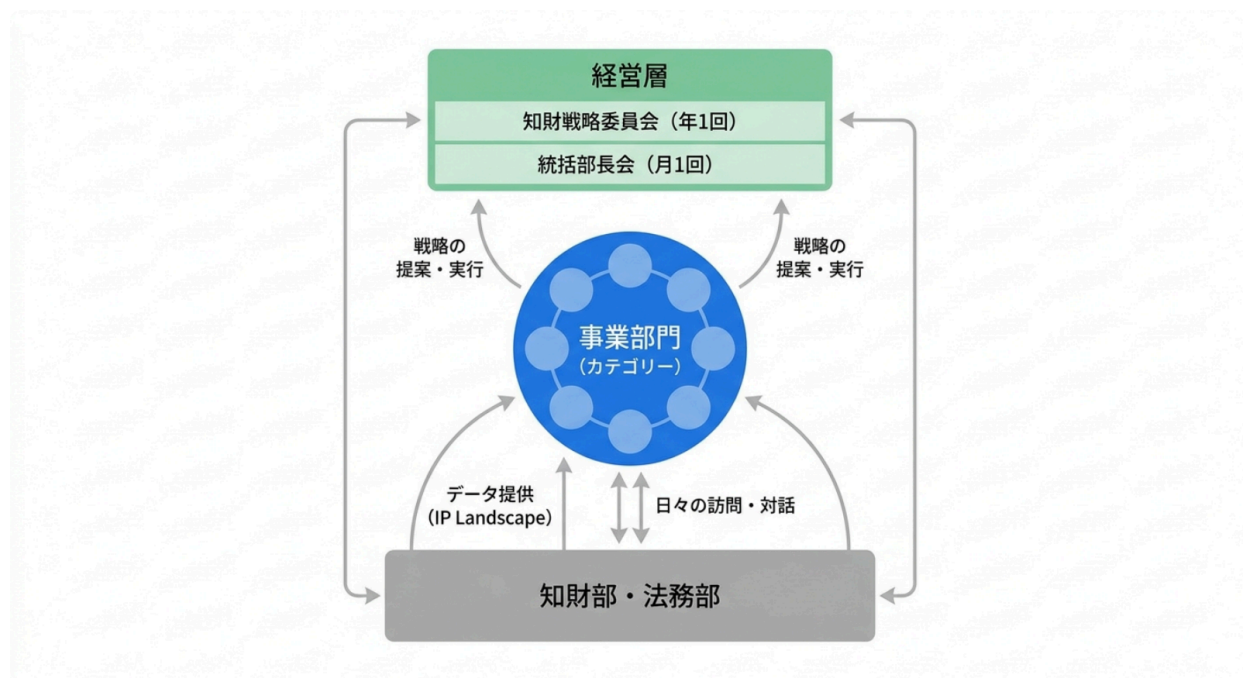 経営層
知財戦略委員会（年1回）
統括部長会（月1回）
戦略の
提案・実行
戦略の
提案・実行
事業部門
（カテゴリー）
データ提供
（IP Landscape）
日々の訪問・対話
知財部・法務部